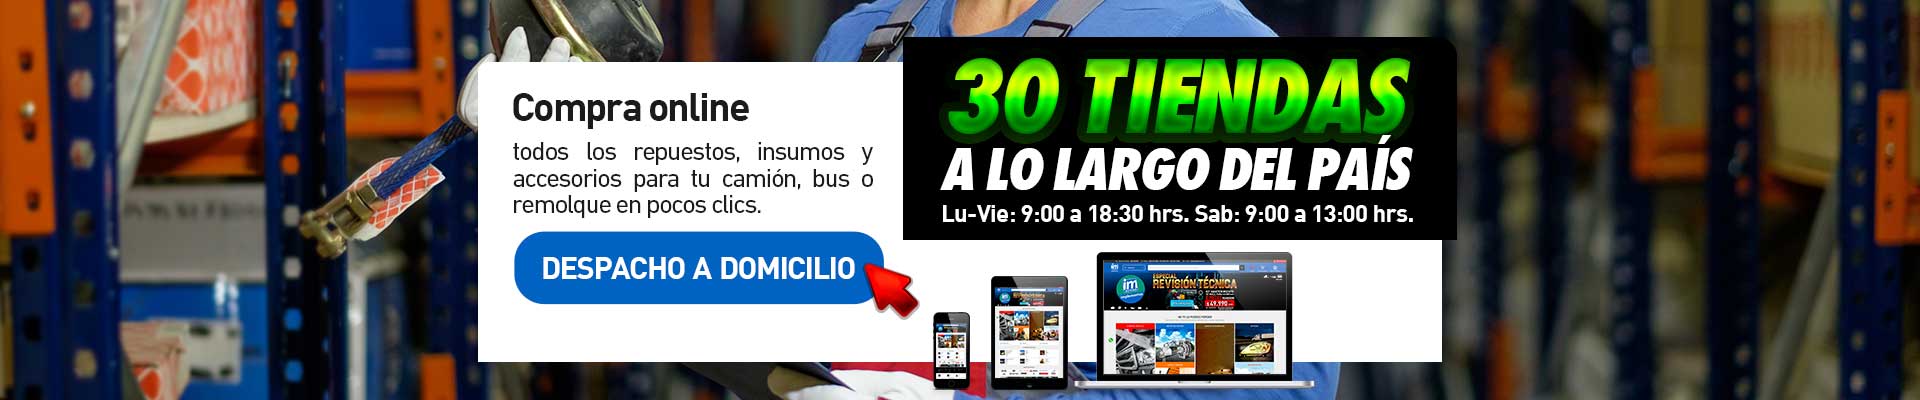 Compra online
todos los repuestos, insumos y
accesorios para tu camión, bus o
remolque en pocos clics.
DESPACHO A DOMICILIO
30 TIENDAS
A LO LARGO DEL PAÍS
Lu-Vie: 9:00 a 18:30 hrs. Sab: 9:00 a 13:00 hrs.
im
ESPECIAL
REVISIÓN TÉCNICA
$49.990